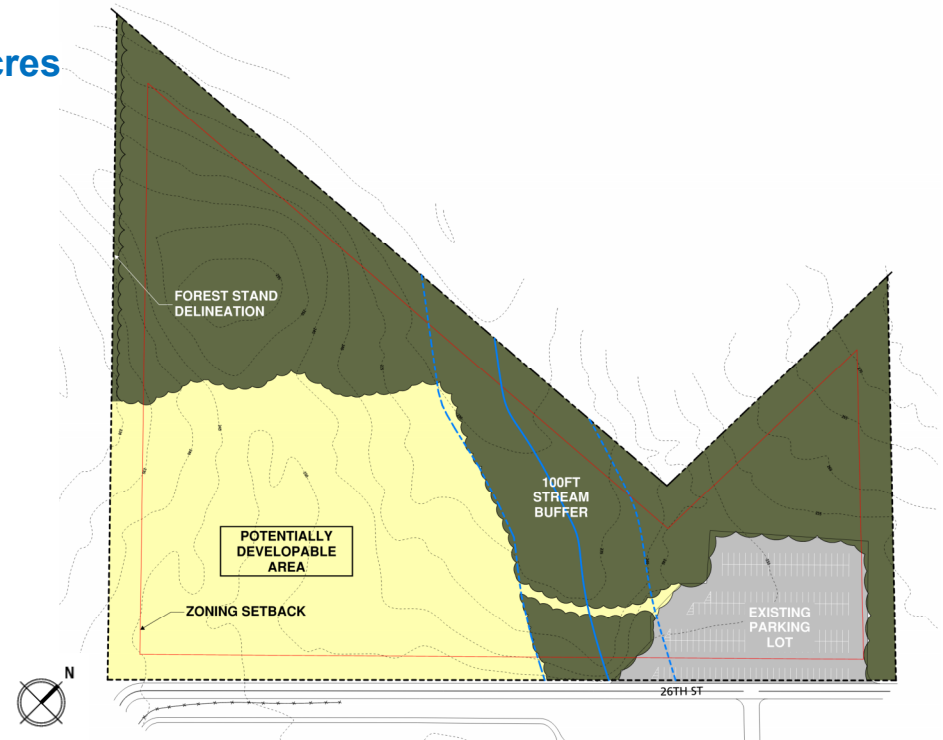 cres
FOREST STAND
DELINEATION
100FT
STREAM
BUFFER
POTENTIALLY
DEVELOPABLE
AREA
ZONING SETBACK
EXISTING
PARKING
LOT
N
26TH ST